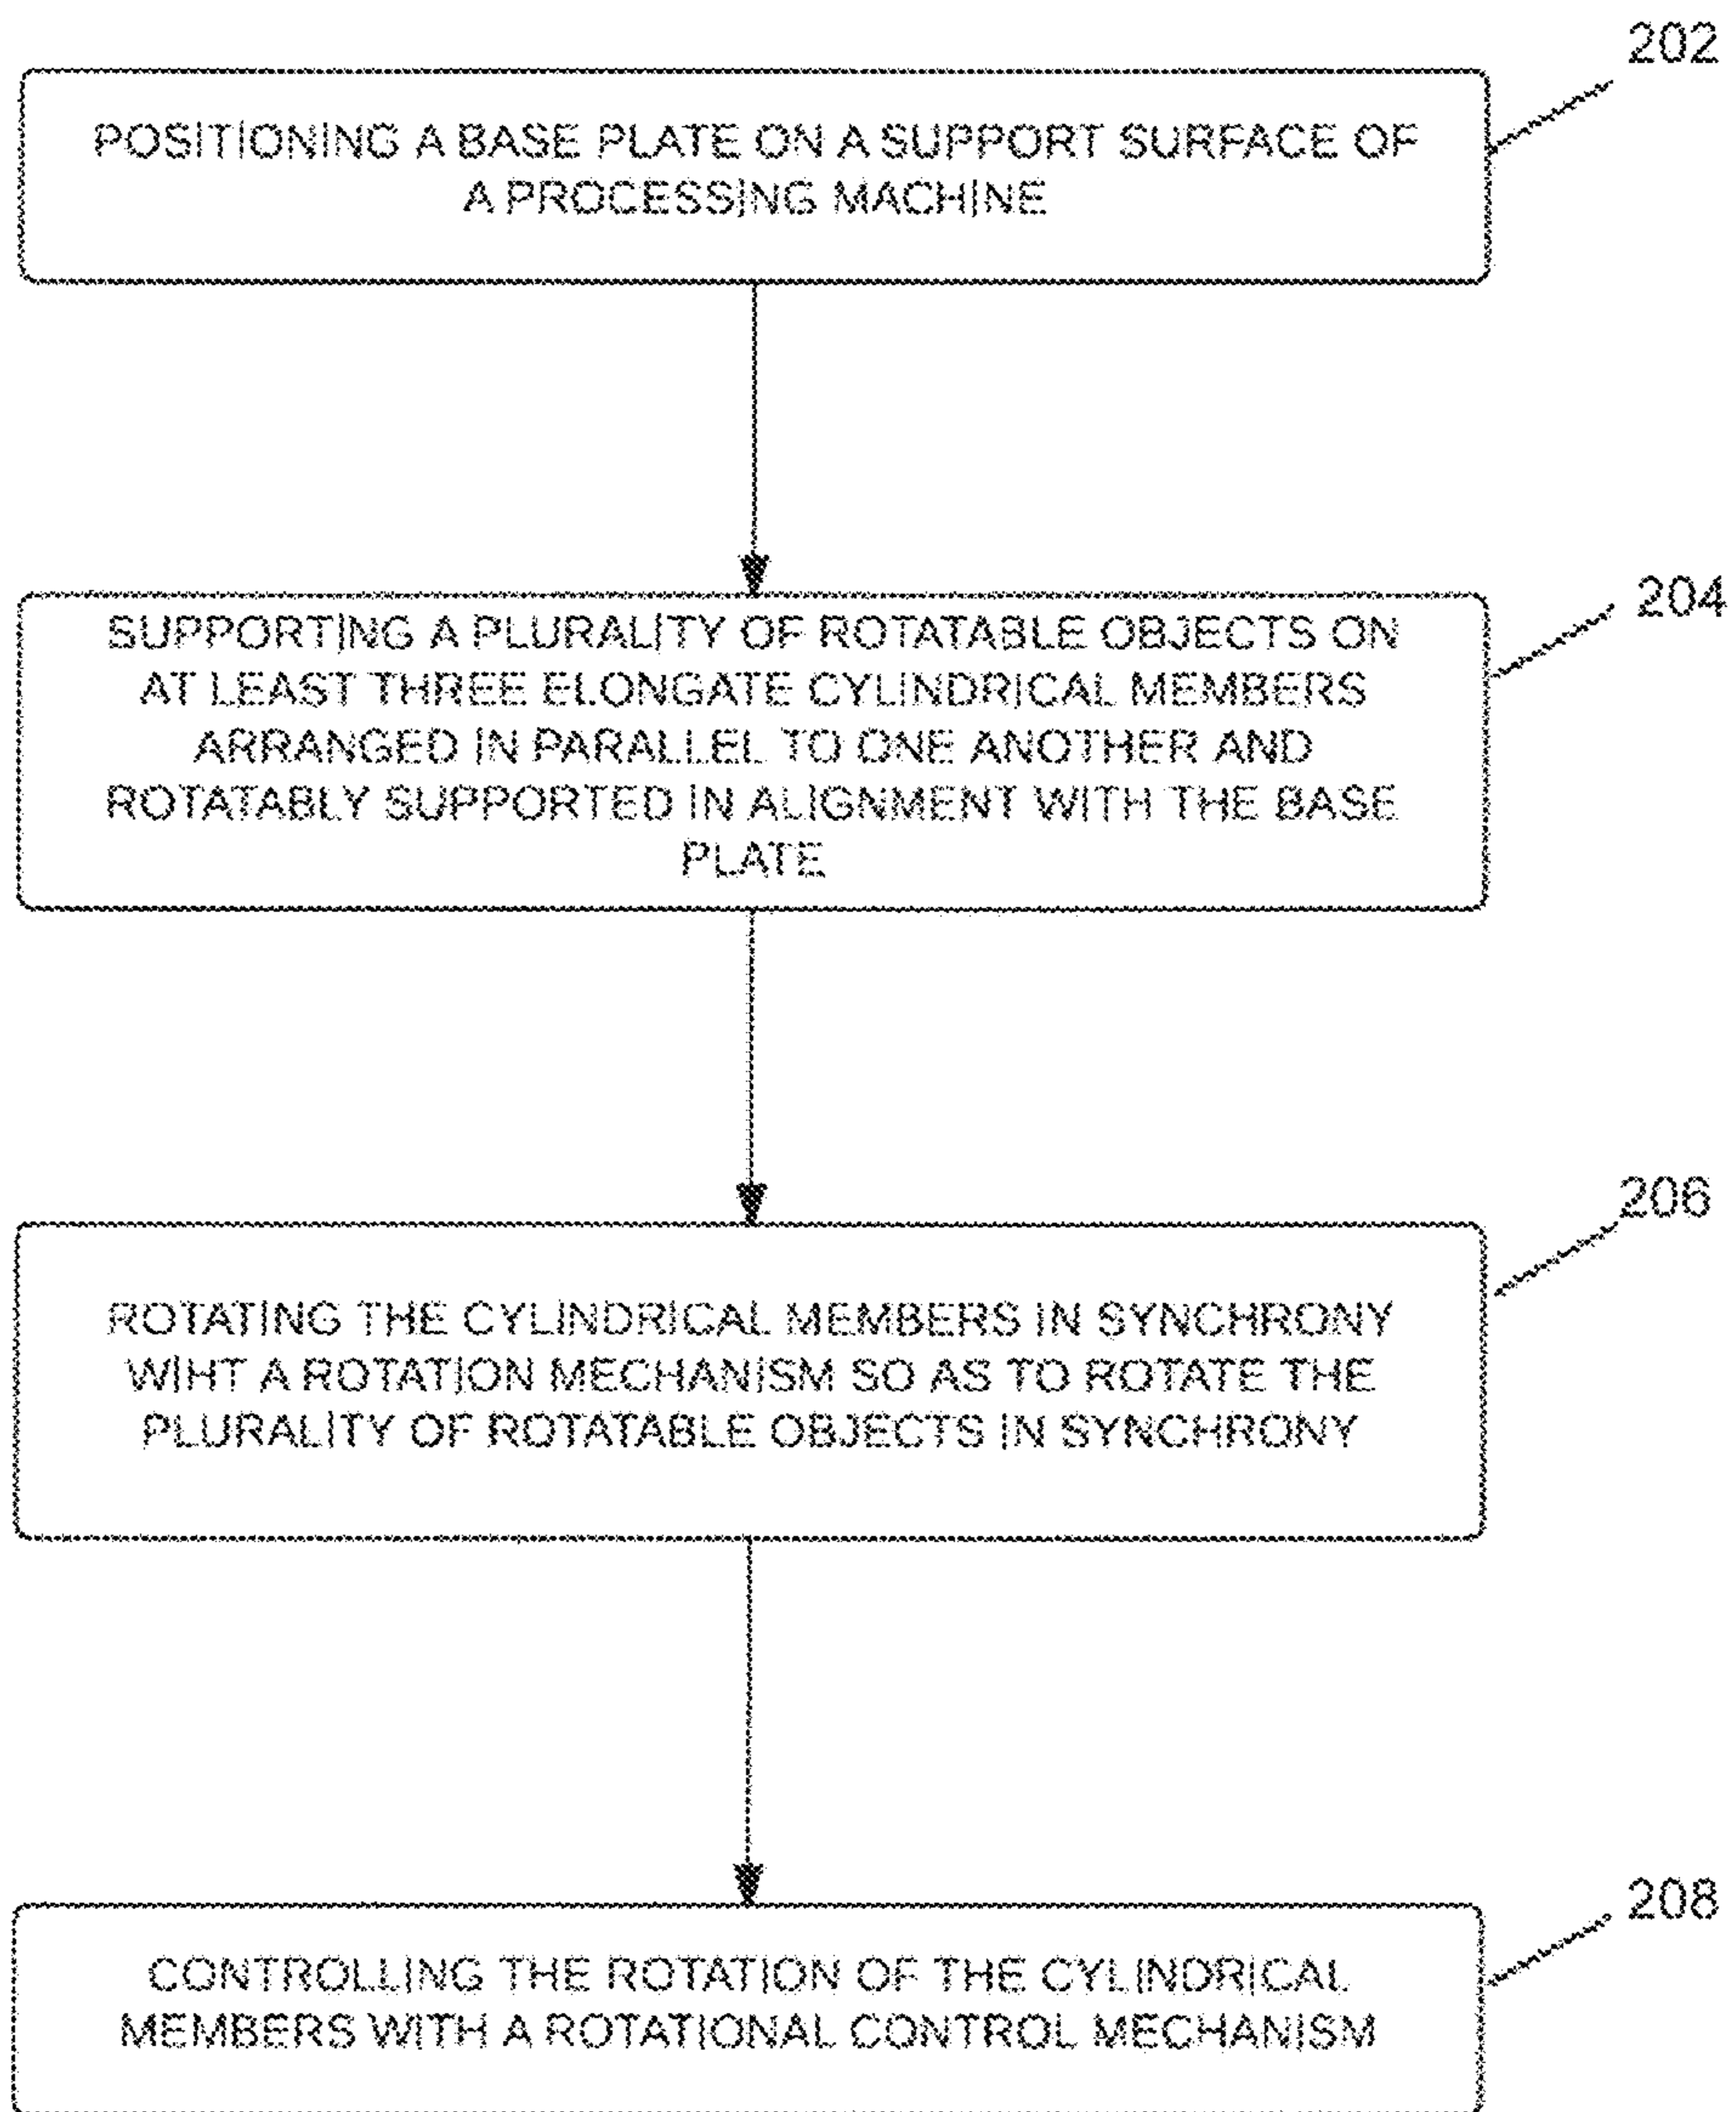 202
POSITIONING A BASE PLATE ON A SUPPORT SURFACE OF
A PROCESSING MACHINE
204
SUPPORTING A PLURALITY OF ROTATABLE OBJECTS ON
AT LEAST THREE ELONGATE CYLINDRICAL MEMBERS
ARRANGED IN PARALLEL TO ONE ANOTHER AND
ROTATABLY SUPPORTED IN ALIGNMENT WITH THE BASE
PLATE
206
ROTATING THE CYLINDRICAL MEMBERS IN SYNCHRONY
WIHT A ROTATION MECHANISM SO AS TO ROTATE THE
PLURALITY OF ROTATABLE OBJECTS IN SYNCHRONY
208
CONTROLLING THE ROTATION OF THE CYLINDRICAL
MEMBERS WITH A ROTATIONAL CONTROL MECHANISM